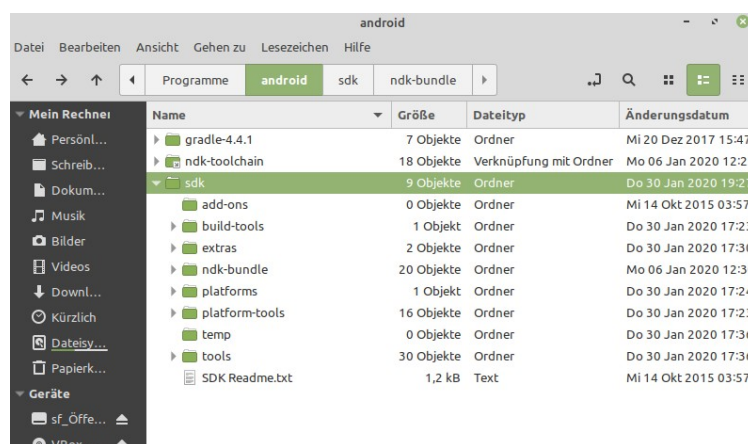 android
Datei Bearbeiten Ansicht Gehen zu Lesezeichen Hilfe
Programme android sdk ndk-bundle
Mein Rechner
Persönl...
Schreib...
Dokum...
Musik
Bilder
Videos
Downl...
Kürzlich
Dateisy...
Papierk...
Geräte
sf_Öffe...
VBox
Name Größe Dateityp Änderungsdatum
gradle-4.4.1 7 Objekte Ordner Mi 20 Dez 2017 15:47
ndk-toolchain 18 Objekte Verknüpfung mit Ordner Mo 06 Jan 2020 12:2
sdk 9 Objekte Ordner Do 30 Jan 2020 19:27
add-ons 0 Objekte Ordner Mi 14 Okt 2015 03:57
build-tools 1 Objekt Ordner Do 30 Jan 2020 17:2
extras 2 Objekte Ordner Do 30 Jan 2020 17:30
ndk-bundle 20 Objekte Ordner Mo 06 Jan 2020 12:3
platforms 1 Objekt Ordner Do 30 Jan 2020 17:24
platform-tools 16 Objekte Ordner Do 30 Jan 2020 17:2
temp 0 Objekte Ordner Do 30 Jan 2020 17:3
tools 30 Objekte Ordner Do 30 Jan 2020 17:3
SDK Readme.txt 1,2 kB Text Mi 14 Okt 2015 03:57